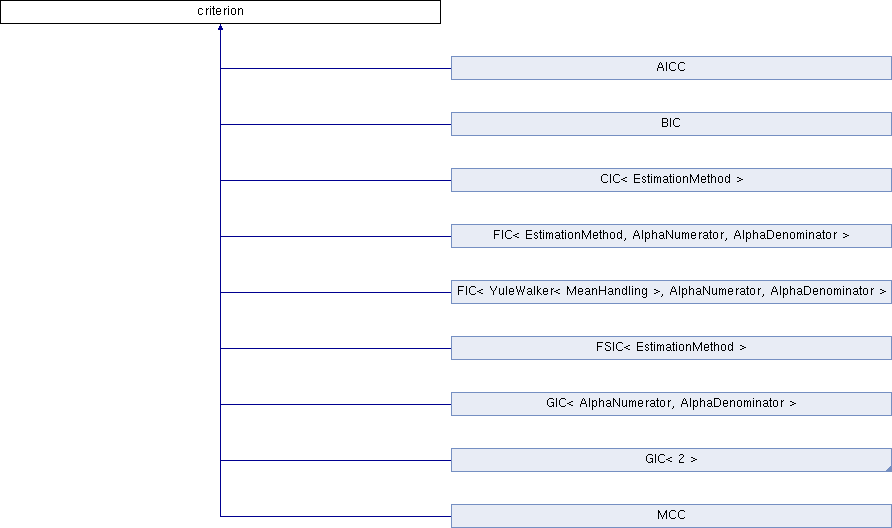 criterion
AICC
BIC
CIC< EstimationMethod >
FIC< EstimationMethod, AlphaNumerator, AlphaDenominator >
FIC< YuleWalker< MeanHandling >, AlphaNumerator, AlphaDenominator >
FSIC< EstimationMethod >
GIC< AlphaNumerator, AlphaDenominator >
GIC< 2 >
MCC